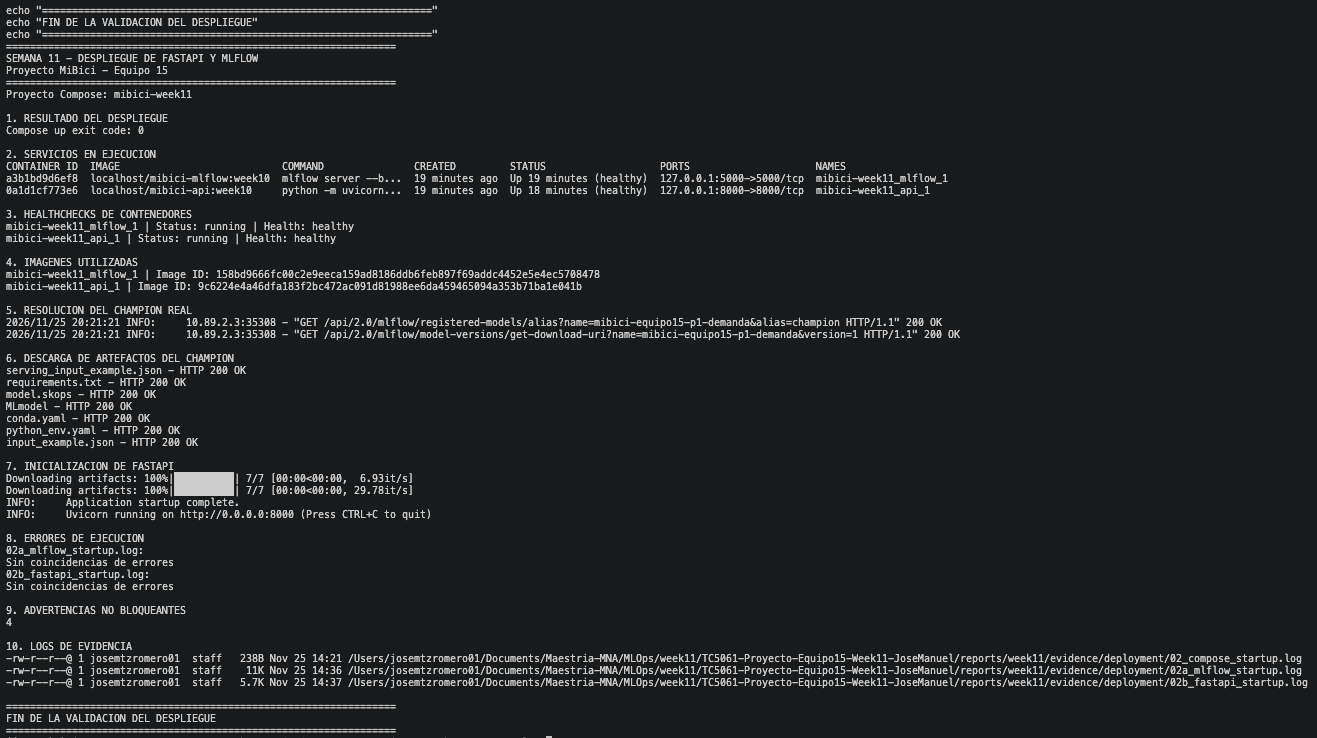 echo "================================================================="
echo "FIN DE LA VALIDACION DEL DESPLIEGUE"
echo "================================================================="
=================================================================
SEMANA 11 - DESPLIEGUE DE FASTAPI Y MLFLOW
Proyecto MiBici - Equipo 15
=================================================================
Proyecto Compose: mibici-week11
1. RESULTADO DEL DESPLIEGUE
Compose up exit code: 0
2. SERVICIOS EN EJECUCION
CONTAINER ID  IMAGE                           COMMAND               CREATED         STATUS                   PORTS                     NAMES
a3b1bd9d6ef8  localhost/mibici-mlflow:week10  mlflow server --b...  19 minutes ago  Up 19 minutes (healthy)  127.0.0.1:5000->5000/tcp  mibici-week11_mlflow_1
0a1d1cf773e6  localhost/mibici-api:week10     python -m uvicorn...  19 minutes ago  Up 18 minutes (healthy)  127.0.0.1:8000->8000/tcp  mibici-week11_api_1
3. HEALTHCHECKS DE CONTENEDORES
mibici-week11_mlflow_1 | Status: running | Health: healthy
mibici-week11_api_1 | Status: running | Health: healthy
4. IMAGENES UTILIZADAS
mibici-week11_mlflow_1 | Image ID: 158bd9666fc00c2e9eeca159ad8186ddb6feb897f69addc4452e5e4ec5708478
mibici-week11_api_1 | Image ID: 9c6224e4a46dfa183f2bc472ac091d81988ee6da459465094a353b71ba1e041b
5. RESOLUCION DEL CHAMPION REAL
2026/11/25 20:21:21 INFO:     10.89.2.3:35308 - "GET /api/2.0/mlflow/registered-models/alias?name=mibici-equipo15-p1-demanda&alias=champion HTTP/1.1" 200 OK
2026/11/25 20:21:21 INFO:     10.89.2.3:35308 - "GET /api/2.0/mlflow/model-versions/get-download-uri?name=mibici-equipo15-p1-demanda&version=1 HTTP/1.1" 200 OK
6. DESCARGA DE ARTEFACTOS DEL CHAMPION
serving_input_example.json - HTTP 200 OK
requirements.txt - HTTP 200 OK
model.skops - HTTP 200 OK
MLmodel - HTTP 200 OK
conda.yaml - HTTP 200 OK
python_env.yaml - HTTP 200 OK
input_example.json - HTTP 200 OK
7. INICIALIZACION DE FASTAPI
Downloading artifacts: 100%|██████████| 7/7 [00:00<00:00,  6.93it/s]
Downloading artifacts: 100%|██████████| 7/7 [00:00<00:00, 29.78it/s]
INFO:     Application startup complete.
INFO:     Uvicorn running on http://0.0.0.0:8000 (Press CTRL+C to quit)
8. ERRORES DE EJECUCION
02a_mlflow_startup.log:
Sin coincidencias de errores
02b_fastapi_startup.log:
Sin coincidencias de errores
9. ADVERTENCIAS NO BLOQUEANTES
4
10. LOGS DE EVIDENCIA
-rw-r--r--@ 1 josemtzromero01  staff   238B Nov 25 14:21 /Users/josemtzromero01/Documents/Maestria-MNA/MLOps/week11/TC5061-Proyecto-Equipo15-Week11-JoseManuel/reports/week11/evidence/deployment/02_compose_startup.log
-rw-r--r--@ 1 josemtzromero01  staff    11K Nov 25 14:36 /Users/josemtzromero01/Documents/Maestria-MNA/MLOps/week11/TC5061-Proyecto-Equipo15-Week11-JoseManuel/reports/week11/evidence/deployment/02a_mlflow_startup.log
-rw-r--r--@ 1 josemtzromero01  staff   5.7K Nov 25 14:37 /Users/josemtzromero01/Documents/Maestria-MNA/MLOps/week11/TC5061-Proyecto-Equipo15-Week11-JoseManuel/reports/week11/evidence/deployment/02b_fastapi_startup.log
=================================================================
FIN DE LA VALIDACION DEL DESPLIEGUE
=================================================================